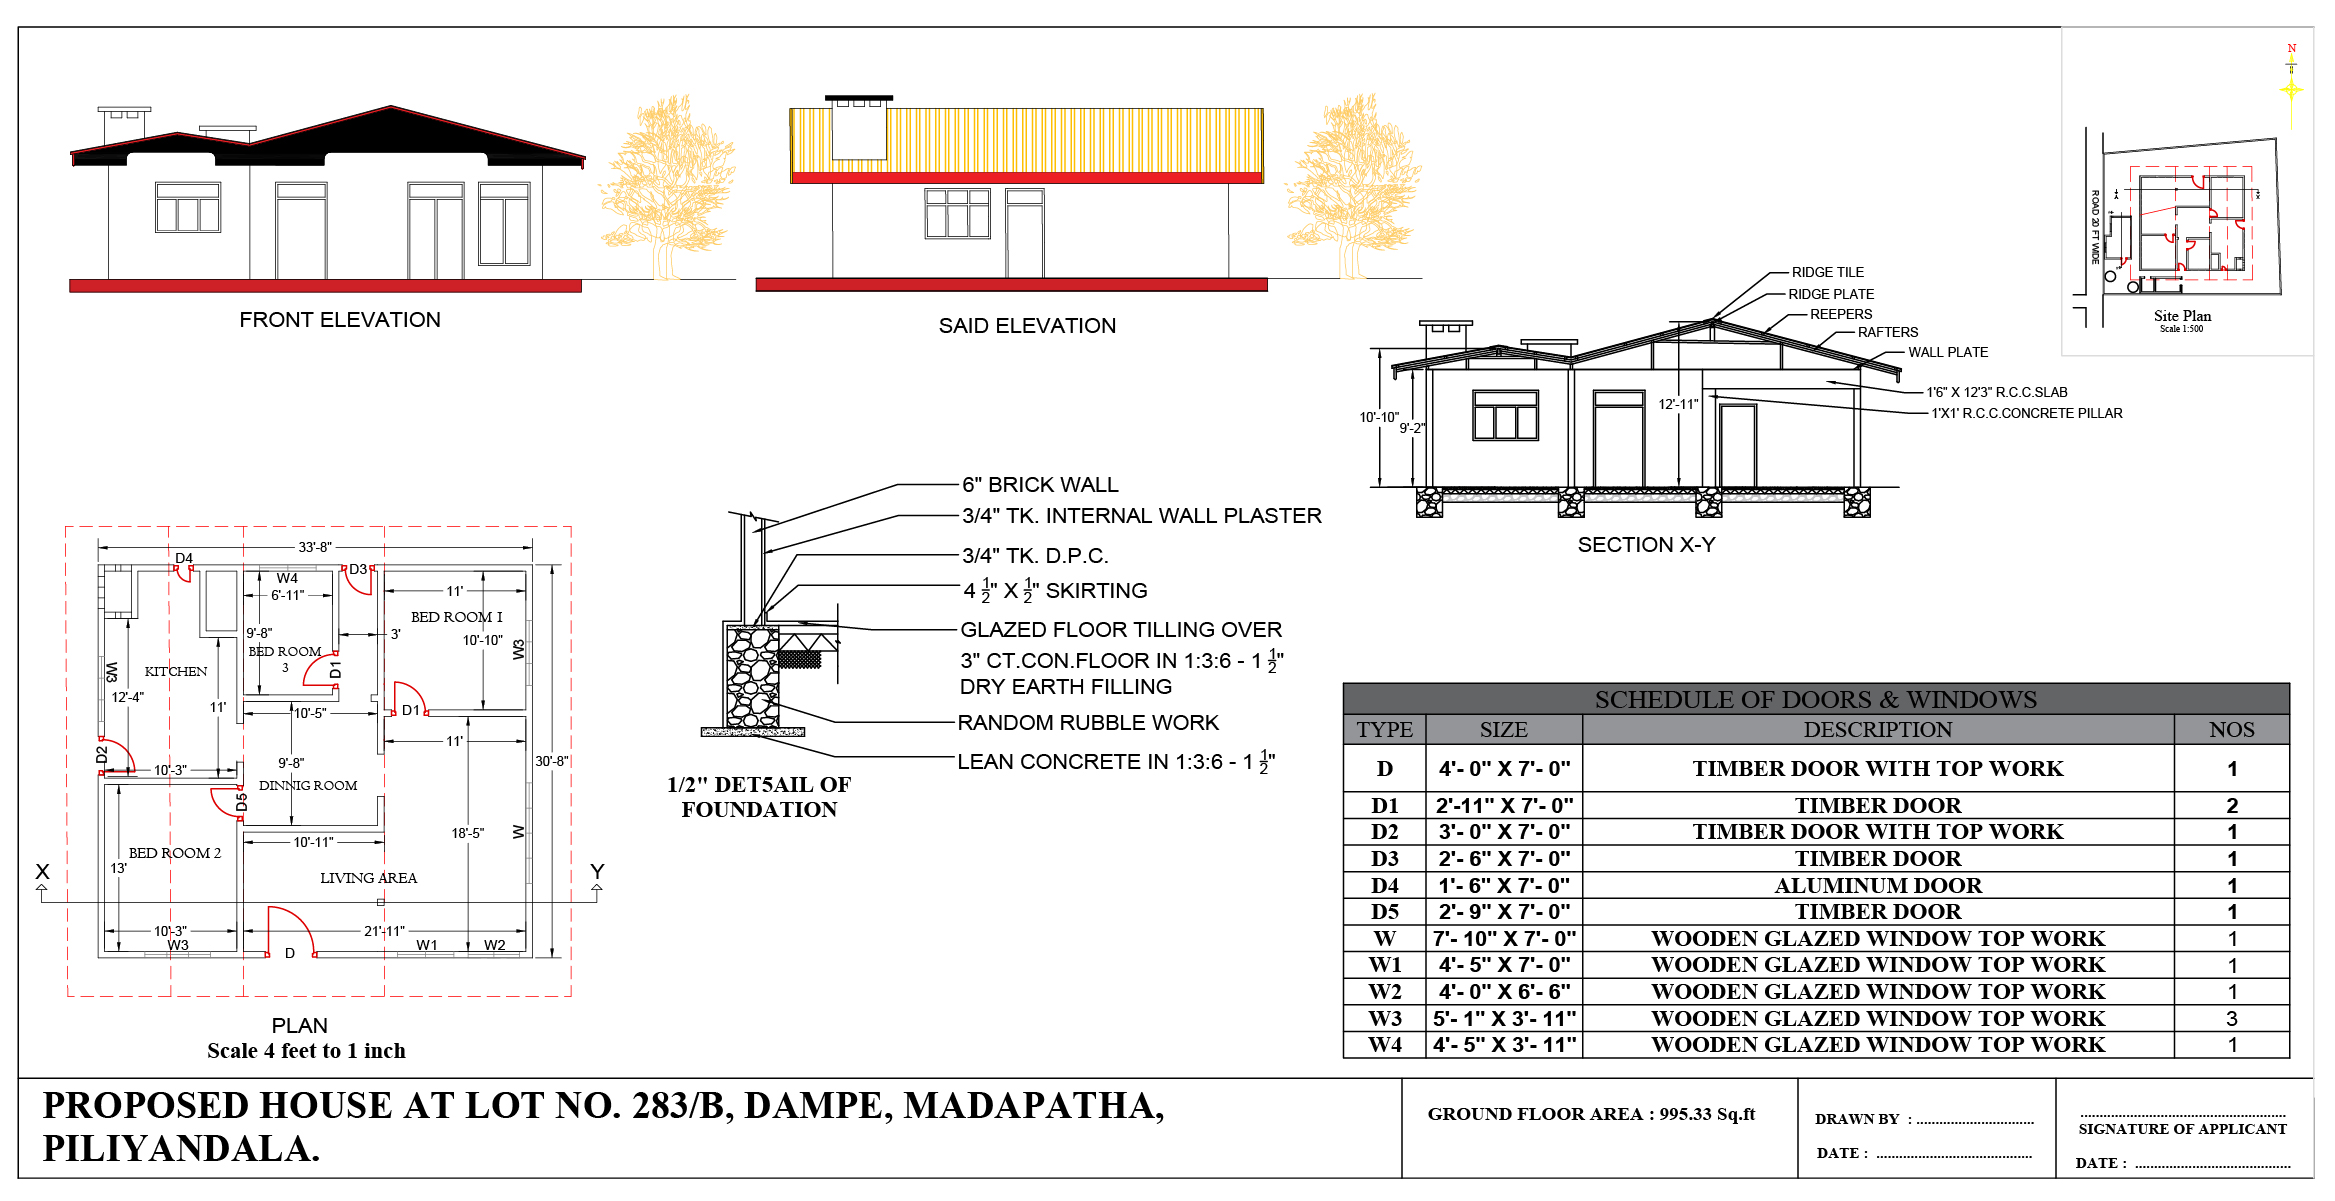 FRONT ELEVATION
SAID ELEVATION
N
ROAD 20 FT WIDE
Site Plan
Scale 1:500
RIDGE TILE
RIDGE PLATE
REEPERS
RAFTERS
WALL PLATE
1'6" X 12'3" R.C.C.SLAB
1'X1' R.C.C.CONCRETE PILLAR
10'-10"
9'-2"
12'-11"
SECTION X-Y
6" BRICK WALL
3/4" TK. INTERNAL WALL PLASTER
3/4" TK. D.P.C.
4 1/2" X 1/2" SKIRTING
GLAZED FLOOR TILLING OVER
3" CT.CON.FLOOR IN 1:3:6 - 1 1/2"
DRY EARTH FILLING
RANDOM RUBBLE WORK
LEAN CONCRETE IN 1:3:6 - 1 1/2"
1/2" DET5AIL OF
FOUNDATION
33'-8"
D4
W4
D3
6'-11"
11'
BED ROOM 1
9'-8"
3'
10'-10"
BED ROOM
3
D1
W3
W3
KITCHEN
12'-4"
11'
10'-5"
D1
11'
D2
10'-3"
9'-8"
30'-8"
DINNIG ROOM
D5
W
18'-5"
10'-11"
BED ROOM 2
13'
LIVING AREA
X
Y
10'-3"
21'-11"
W3
D
W1
W2
PLAN
Scale 4 feet to 1 inch
SCHEDULE OF DOORS & WINDOWS
TYPE SIZE DESCRIPTION NOS
D 4'- 0" X 7'- 0" TIMBER DOOR WITH TOP WORK 1
D1 2'-11" X 7'- 0" TIMBER DOOR 2
D2 3'- 0" X 7'- 0" TIMBER DOOR WITH TOP WORK 1
D3 2'- 6" X 7'- 0" TIMBER DOOR 1
D4 1'- 6" X 7'- 0" ALUMINUM DOOR 1
D5 2'- 9" X 7'- 0" TIMBER DOOR 1
W 7'- 10" X 7'- 0" WOODEN GLAZED WINDOW TOP WORK 1
W1 4'- 5" X 7'- 0" WOODEN GLAZED WINDOW TOP WORK 1
W2 4'- 0" X 6'- 6" WOODEN GLAZED WINDOW TOP WORK 1
W3 5'- 1" X 3'- 11" WOODEN GLAZED WINDOW TOP WORK 3
W4 4'- 5" X 3'- 11" WOODEN GLAZED WINDOW TOP WORK 1
PROPOSED HOUSE AT LOT NO. 283/B, DAMPE, MADAPATHA,
PILIYANDALA.
GROUND FLOOR AREA : 995.33 Sq.ft
DRAWN BY : ...............................
DATE : .........................................
......................................................
SIGNATURE OF APPLICANT
DATE : .........................................